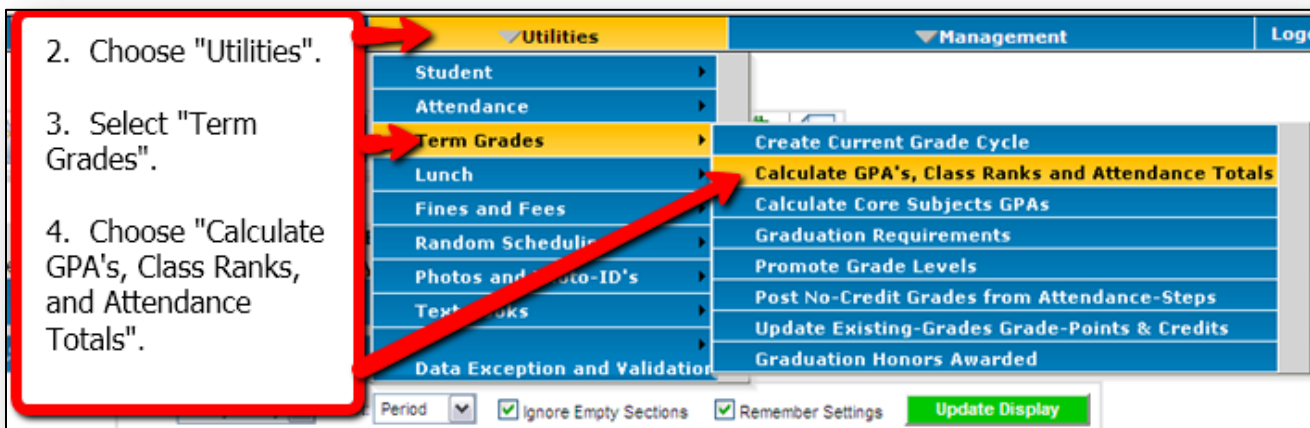 2. Choose "Utilities".
3. Select "Term
Grades".
4. Choose "Calculate
GPA's, Class Ranks,
and Attendance
Totals".
Utilities
Management
Student
Attendance
Term Grades
Lunch
Fines and Fees
Random
Photos and
Data Exception and
Create Current Grade Cycle
Calculate GPA's, Class Ranks and Attendance Totals
Calculate Core Subjects GPAs
Graduation Requirements
Promote Grade Levels
Post No-Credit Grades from Attendance-Steps
Update Existing-Grades Grade-Points & Credits
Graduation Honors Awarded
Period
Ignore Empty Sections
Remember Settings
Update Display